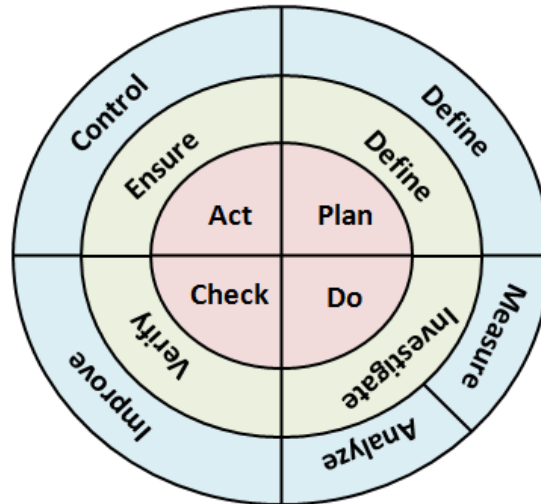 Control
Define
Ensure
Define
Act
Plan
Check
Do
Verify
Investigate
Measure
Improve
Analyze